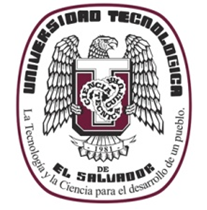 UNIVERSIDAD TECNOLOGICA
DE
EL SALVADOR
La Tecnología y la Ciencia para el desarrollo de un pueblo.
1981